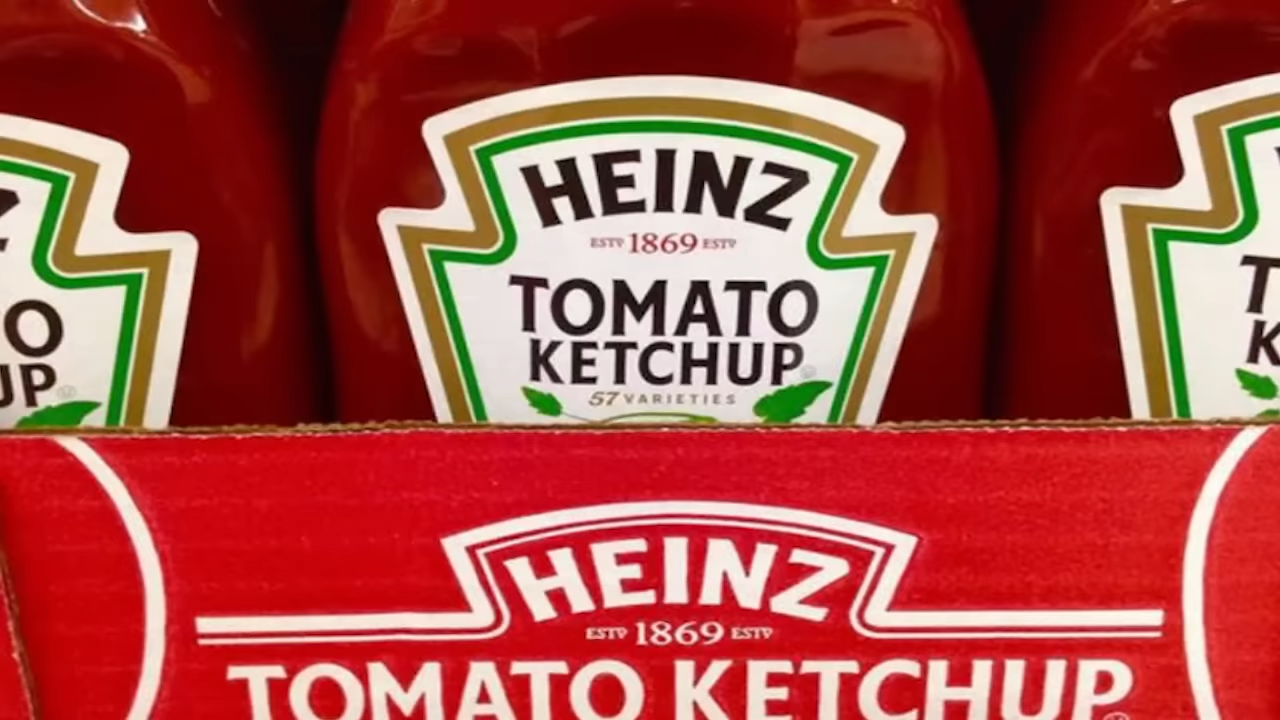 HEINZ
ESTD 1869 ESTD
TOMATO
KETCHUP
57 VARIETIES
HEINZ
ESTD 1869 ESTD
TOMATO KETCHUP